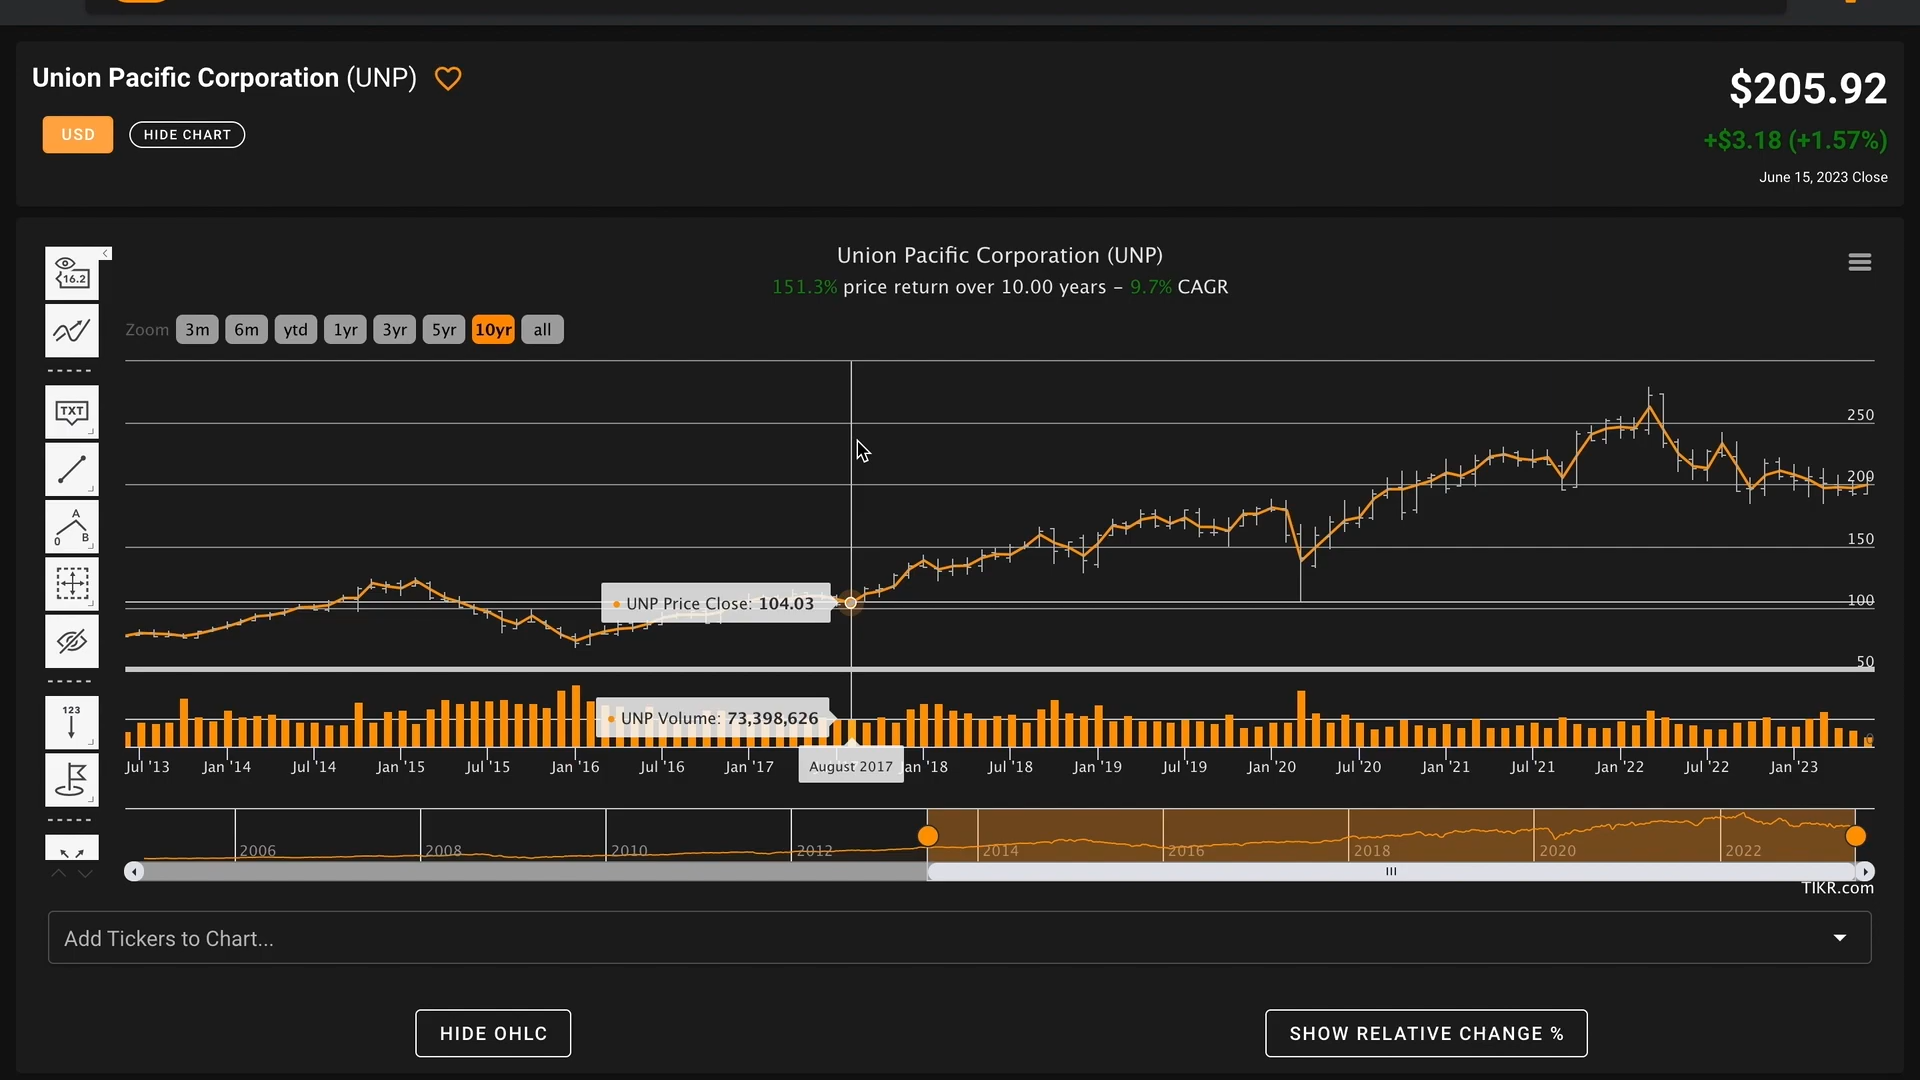 Union Pacific Corporation (UNP)
$205.92
USD
HIDE CHART
+$3.18 (+1.57%)
June 15, 2023 Close
Union Pacific Corporation (UNP)
151.3% price return over 10.00 years – 9.7% CAGR
16.2
Zoom 3m 6m ytd 1yr 3yr 5yr 10yr all
TXT
250
200
A
0 B
150
UNP Price Close: 104.03
100
50
123
UNP Volume: 73,398,626
0
Jul '13 Jan '14 Jul '14 Jan '15 Jul '15 Jan '16 Jul '16 Jan '17 August 2017 Jan '18 Jul '18 Jan '19 Jul '19 Jan '20 Jul '20 Jan '21 Jul '21 Jan '22 Jul '22 Jan '23
2006 2008 2010 2012 2014 2016 2018 2020 2022
TIKR.com
Add Tickers to Chart...
HIDE OHLC
SHOW RELATIVE CHANGE %